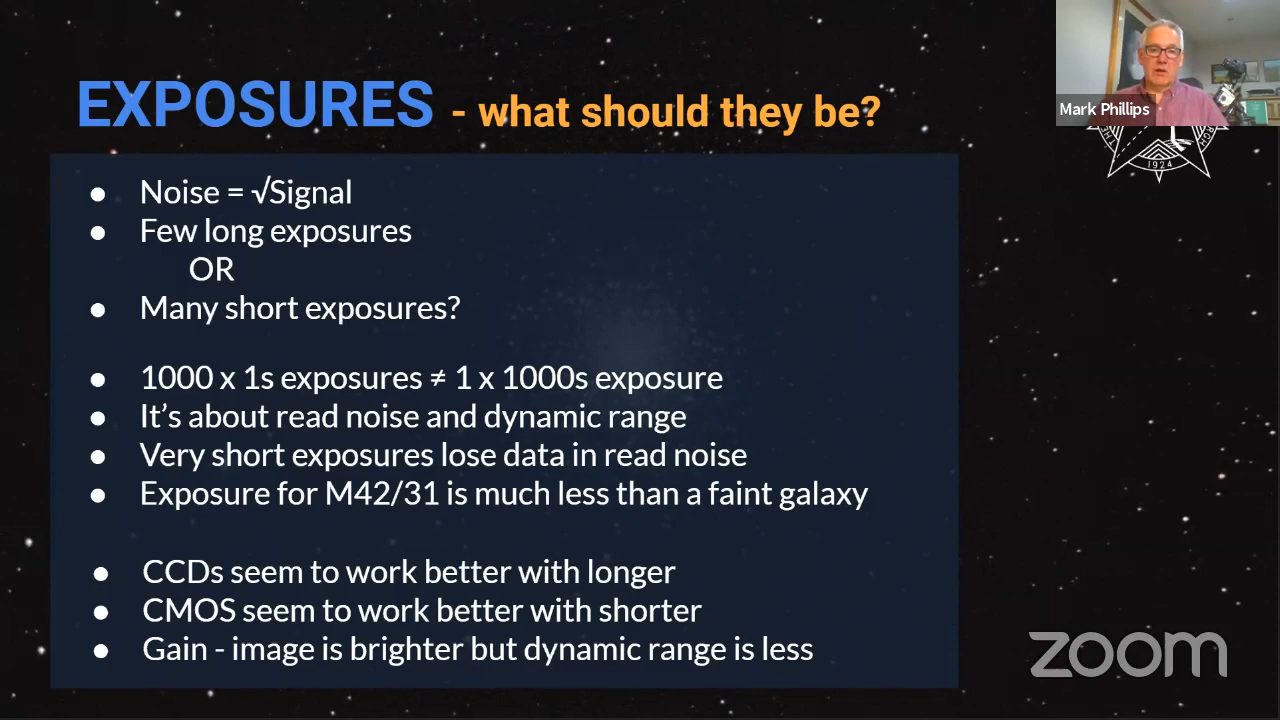 EXPOSURES - what should they be?
Mark Phillips
1924
● Noise = √Signal
● Few long exposures
OR
● Many short exposures?
● 1000 x 1s exposures ≠ 1 x 1000s exposure
● It's about read noise and dynamic range
● Very short exposures lose data in read noise
● Exposure for M42/31 is much less than a faint galaxy
● CCDs seem to work better with longer
● CMOS seem to work better with shorter
● Gain - image is brighter but dynamic range is less
zoom